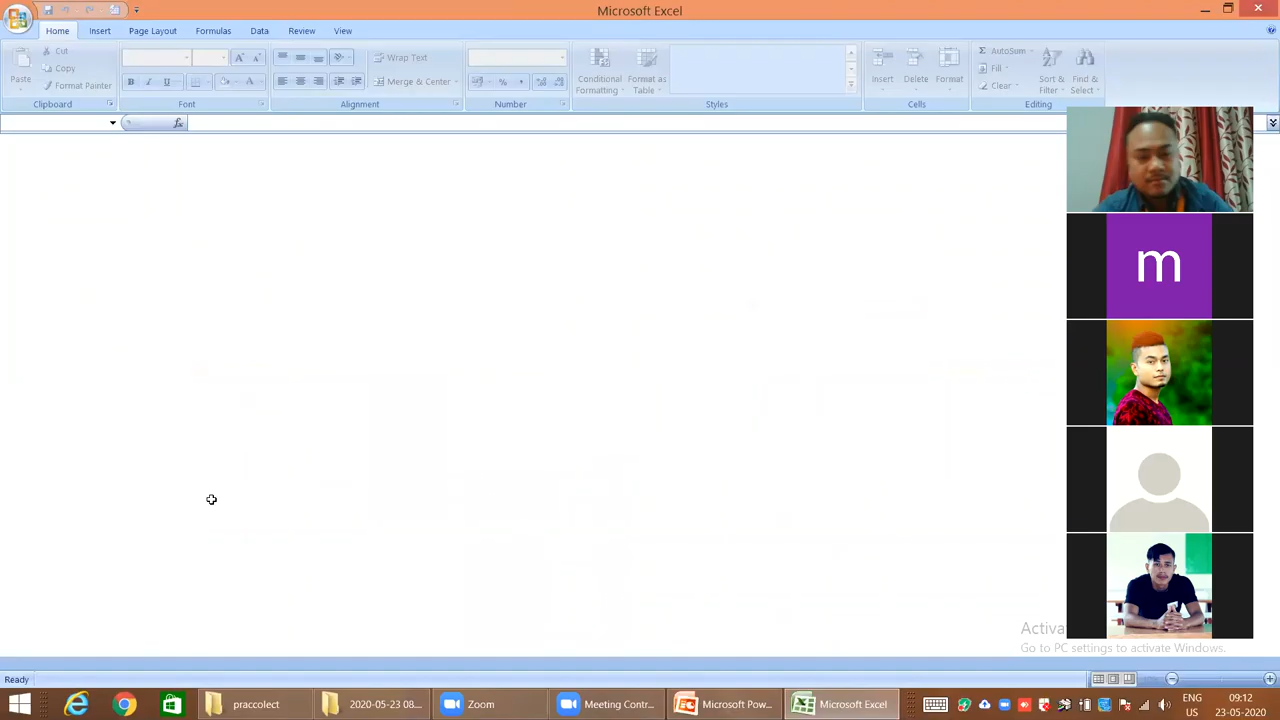 Microsoft Excel
Home Insert Page Layout Formulas Data Review View
Cut
Copy
Format Painter
Paste
Clipboard
B I U A A A
Font
Wrap Text
Merge & Center
Alignment
%
Number
Conditional Formatting
Format as Table
Styles
Insert Delete Format
Cells
Σ AutoSum
Fill
Clear
Sort & Filter
Find & Select
Editing
fx
m
Activa
Go to PC settings to activate Windows.
Ready
praccolect
2020-05-23 08...
Zoom
Meeting Contr...
Microsoft Pow...
Microsoft Excel
ENG
US
09:12
23-05-2020